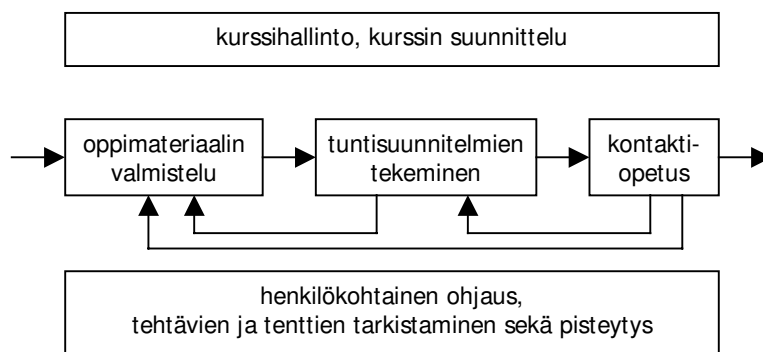 kurssihallinto, kurssin suunnittelu
oppimateriaalin
valmistelu
tuntisuunnitelmien
tekeminen
kontakti-
opetus
henkilökohtainen ohjaus,
tehtävien ja tenttien tarkistaminen sekä pisteytys